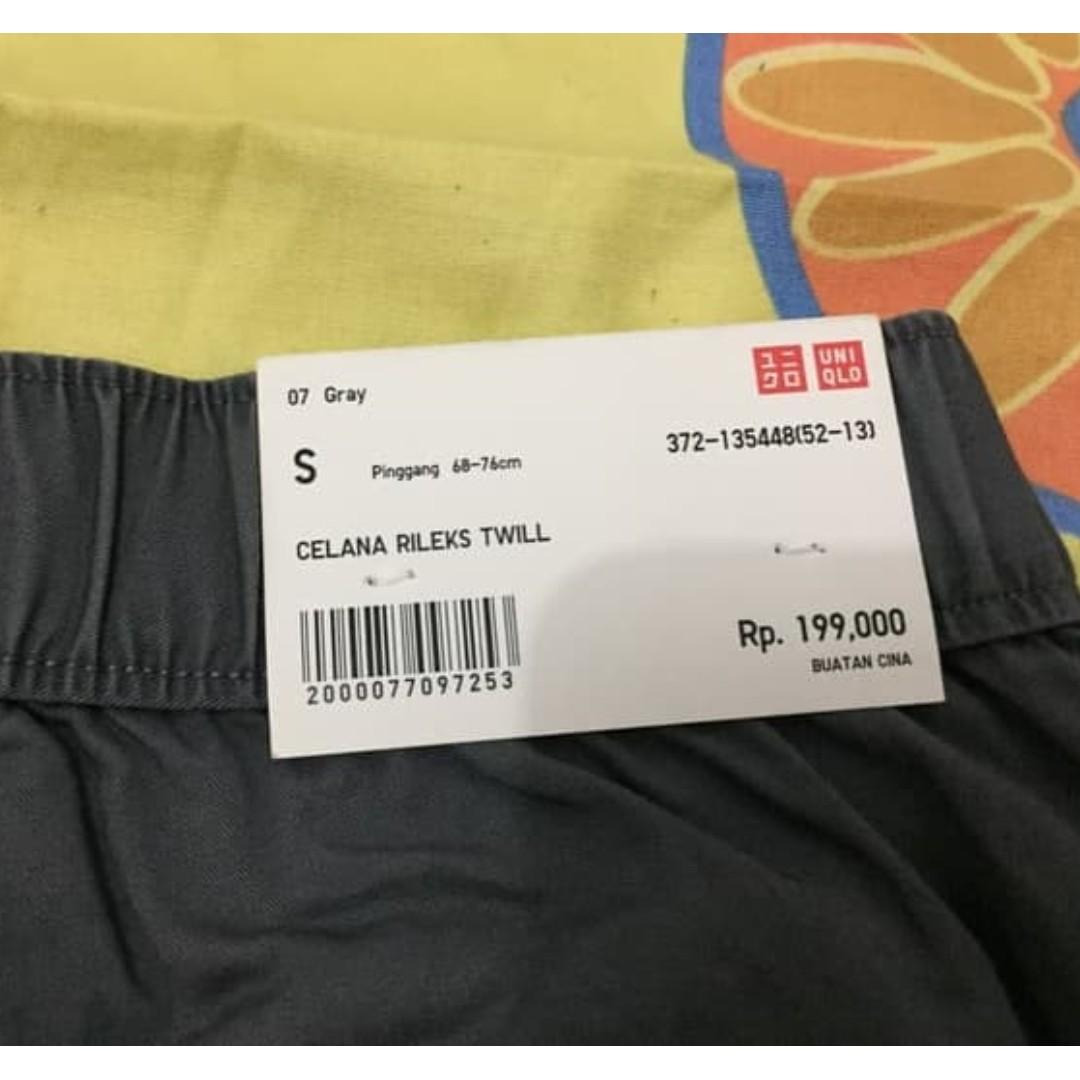 07 Gray
ユニ
クロ
UNI
QLO
S
Pinggang 68-76cm
372-135448(52-13)
CELANA RILEKS TWILL
2000077097253
Rp. 199,000
BUATAN CINA